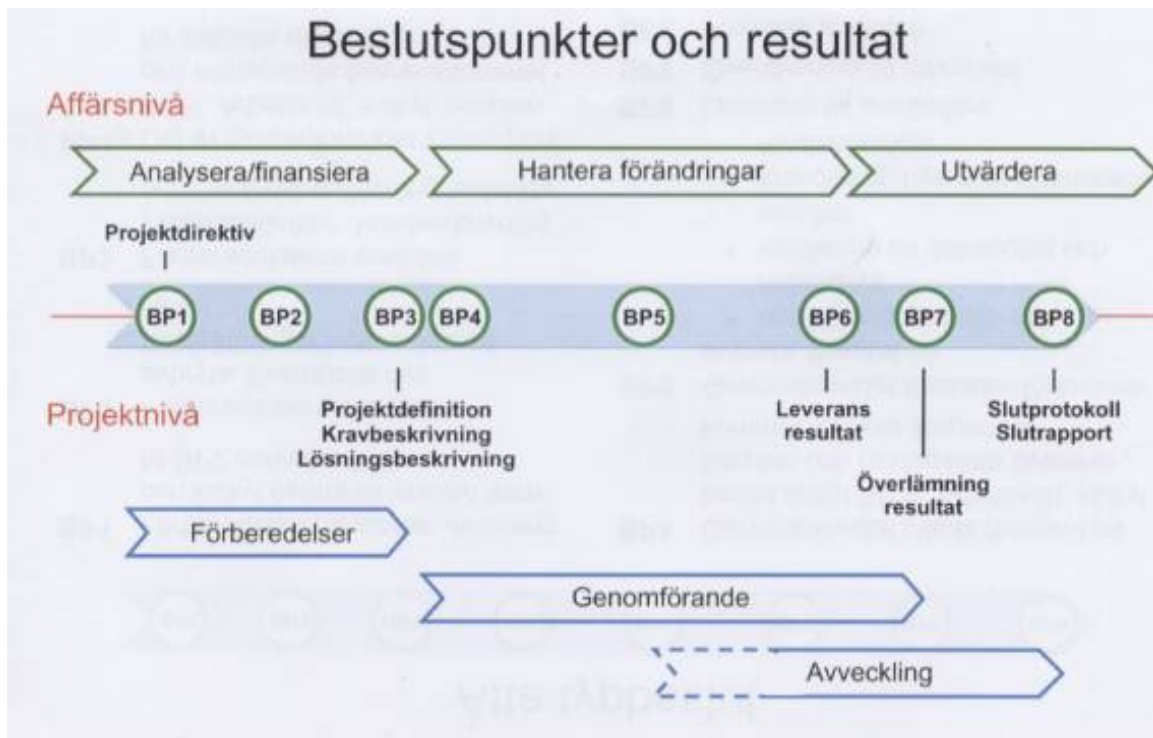 Beslutspunkter och resultat
Affärsnivå
Analysera/finansiera
Hantera förändringar
Utvärdera
Projektdirektiv
BP1
BP2
BP3
BP4
BP5
BP6
BP7
BP8
Projektnivå
Projektdefinition
Kravbeskrivning
Lösningsbeskrivning
Leverans
resultat
Slutprotokoll
Slutrapport
Överlämning
resultat
Förberedelser
Genomförande
Avveckling